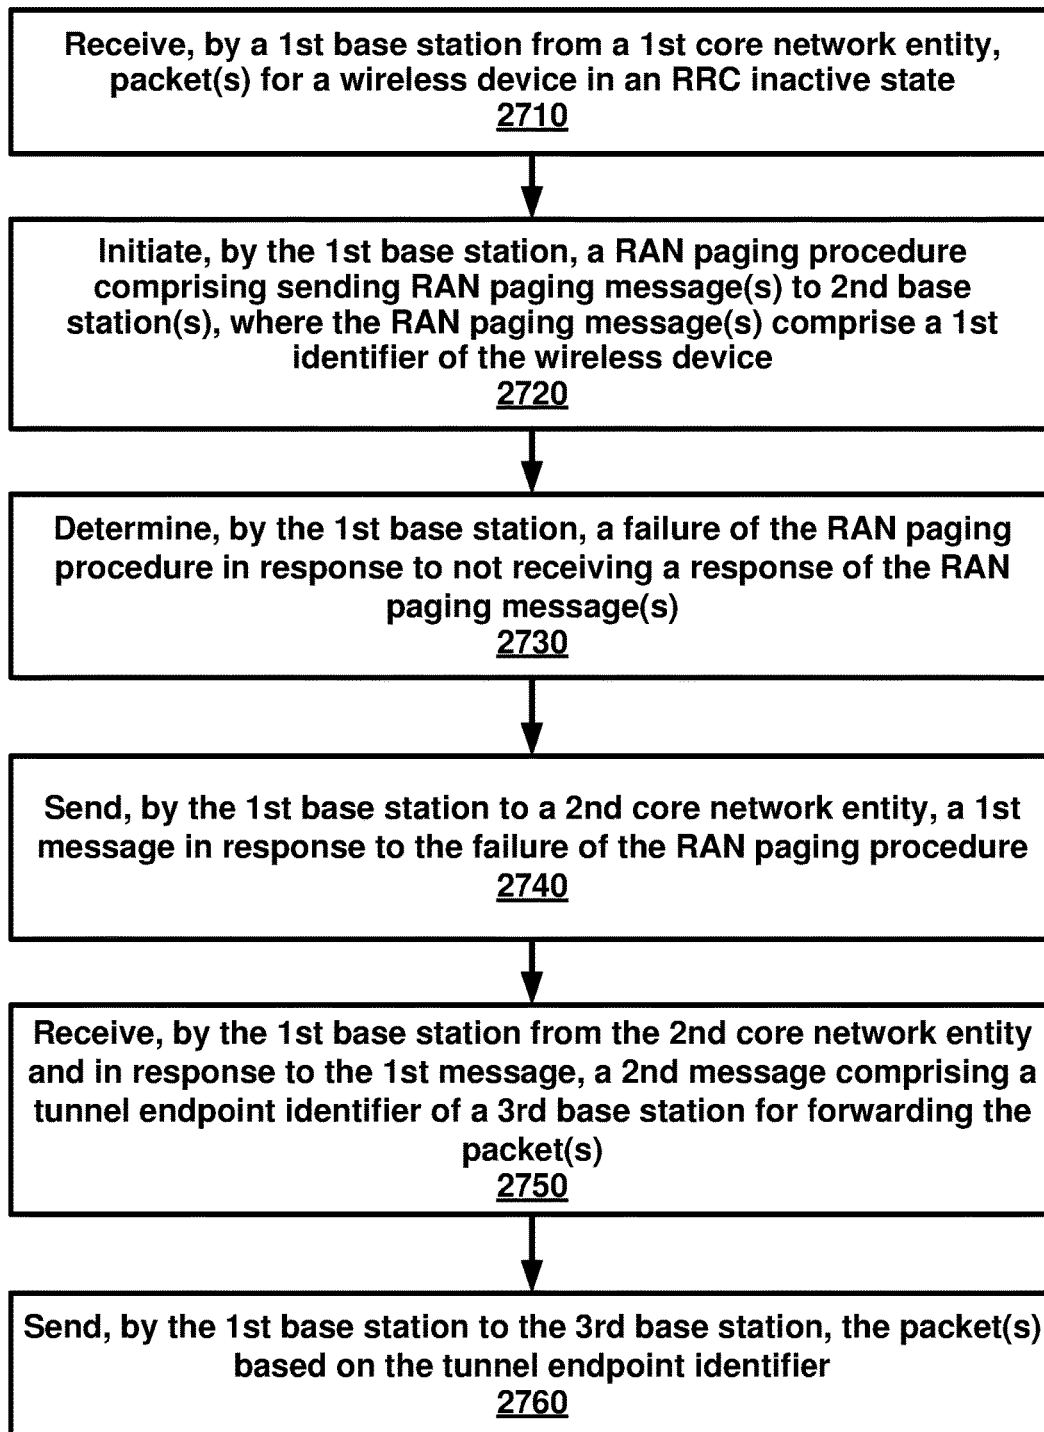 Receive, by a 1st base station from a 1st core network entity,
packet(s) for a wireless device in an RRC inactive state
2710
Initiate, by the 1st base station, a RAN paging procedure
comprising sending RAN paging message(s) to 2nd base
station(s), where the RAN paging message(s) comprise a 1st
identifier of the wireless device
2720
Determine, by the 1st base station, a failure of the RAN paging
procedure in response to not receiving a response of the RAN
paging message(s)
2730
Send, by the 1st base station to a 2nd core network entity, a 1st
message in response to the failure of the RAN paging procedure
2740
Receive, by the 1st base station from the 2nd core network entity
and in response to the 1st message, a 2nd message comprising a
tunnel endpoint identifier of a 3rd base station for forwarding the
packet(s)
2750
Send, by the 1st base station to the 3rd base station, the packet(s)
based on the tunnel endpoint identifier
2760